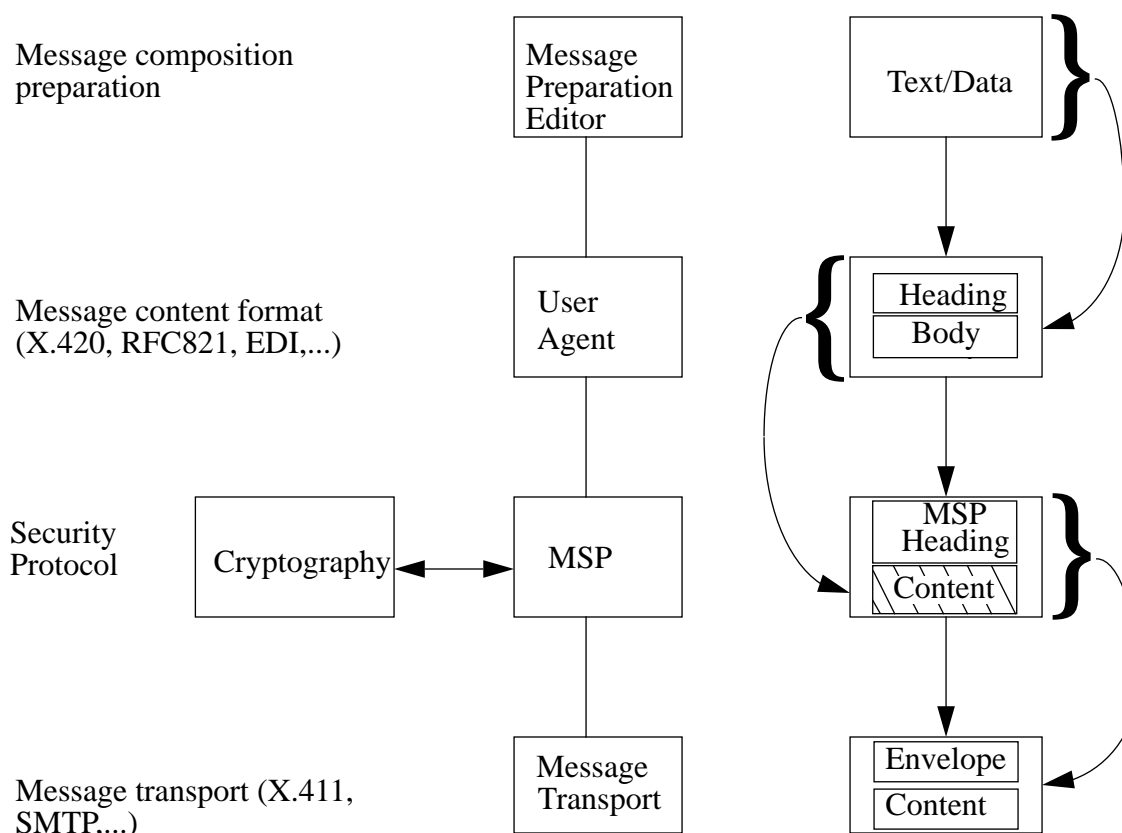 Message composition
preparation
Message
Preparation
Editor
Text/Data
Message content format
(X.420, RFC821, EDI,...)
User
Agent
Heading
Body
Security
Protocol
Cryptography
MSP
MSP
Heading
Content
Message transport (X.411,
SMTP,...)
Message
Transport
Envelope
Content